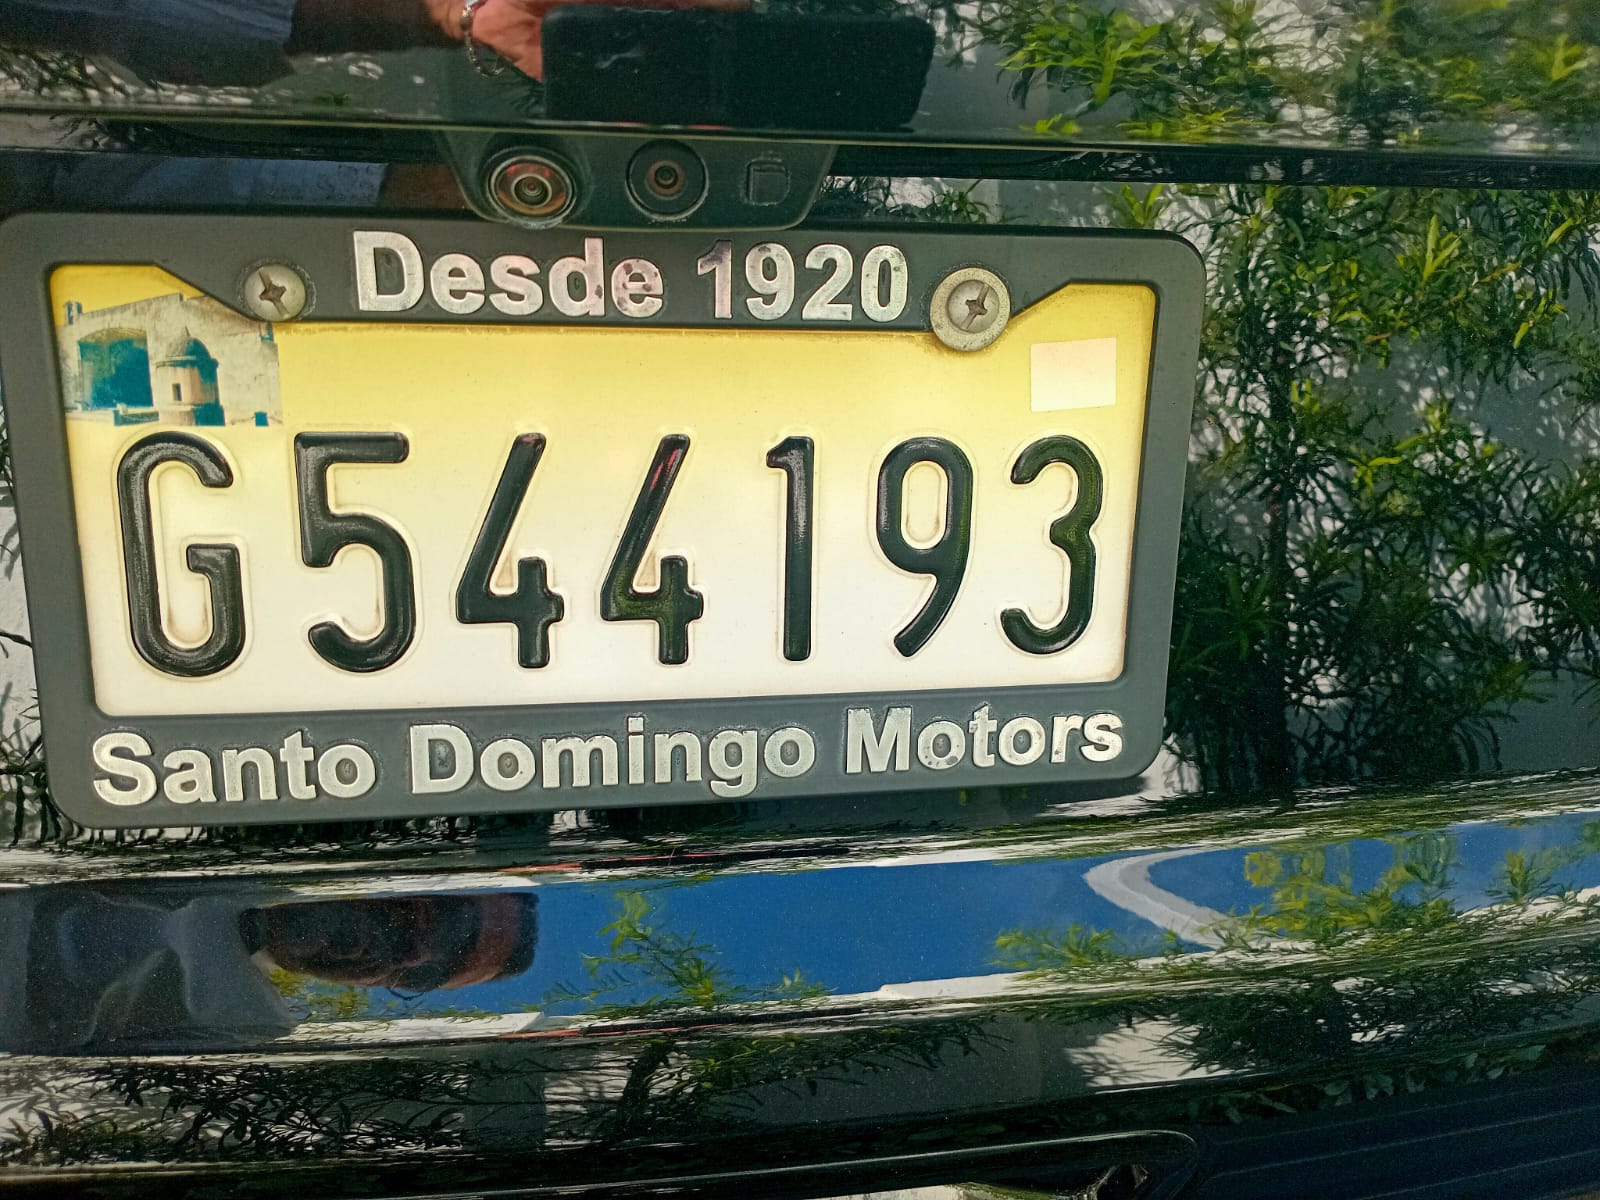 Desde 1920
G544193
Santo Domingo Motors